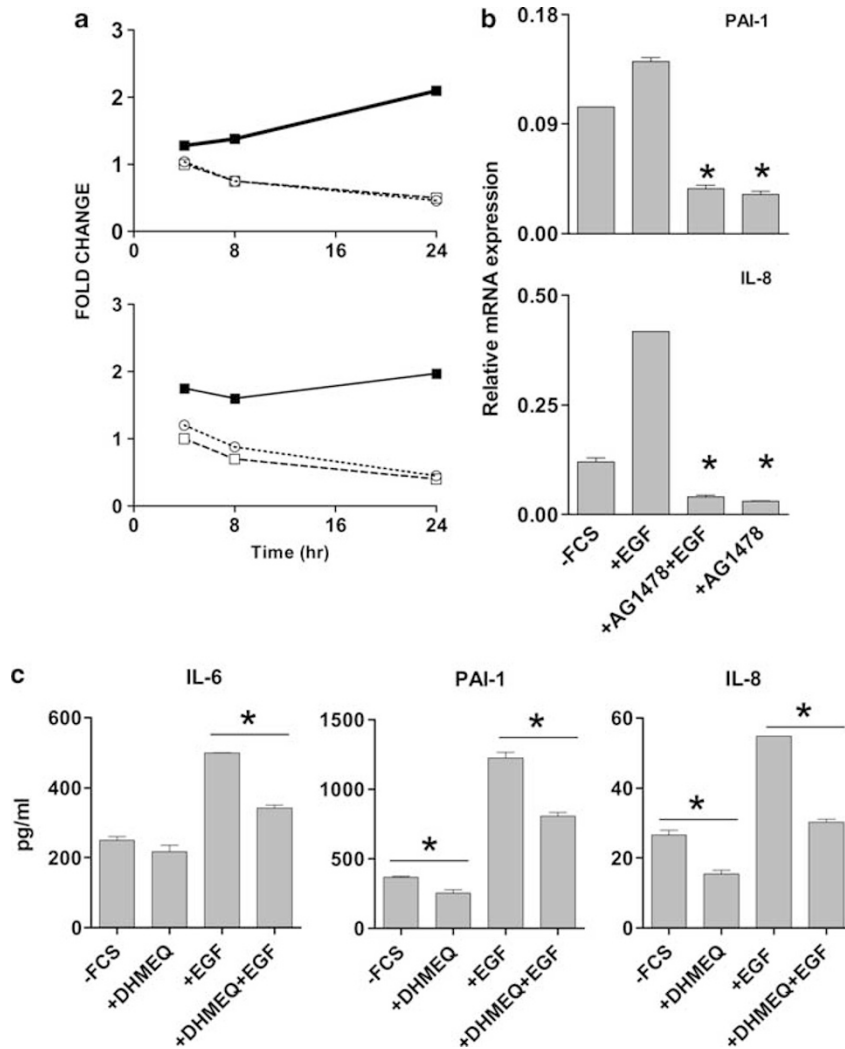 a
3
2
1
0
0
8
16
24
FOLD CHANGE
3
2
1
0
0
8
16
24
Time (hr)
b
PAI-1
0.18
0.09
0.00
*
*
Relative mRNA expression
IL-8
0.50
0.25
0.00
*
*
-FCS
+EGF
+AG1478+EGF
+AG1478
c
IL-6
pg/ml
600
400
200
0
*
-FCS
+DHMEQ
+EGF
+DHMEQ+EGF
PAI-1
1500
1000
500
0
*
*
-FCS
+DHMEQ
+EGF
+DHMEQ+EGF
IL-8
60
40
20
0
*
*
-FCS
+DHMEQ
+EGF
+DHMEQ+EGF